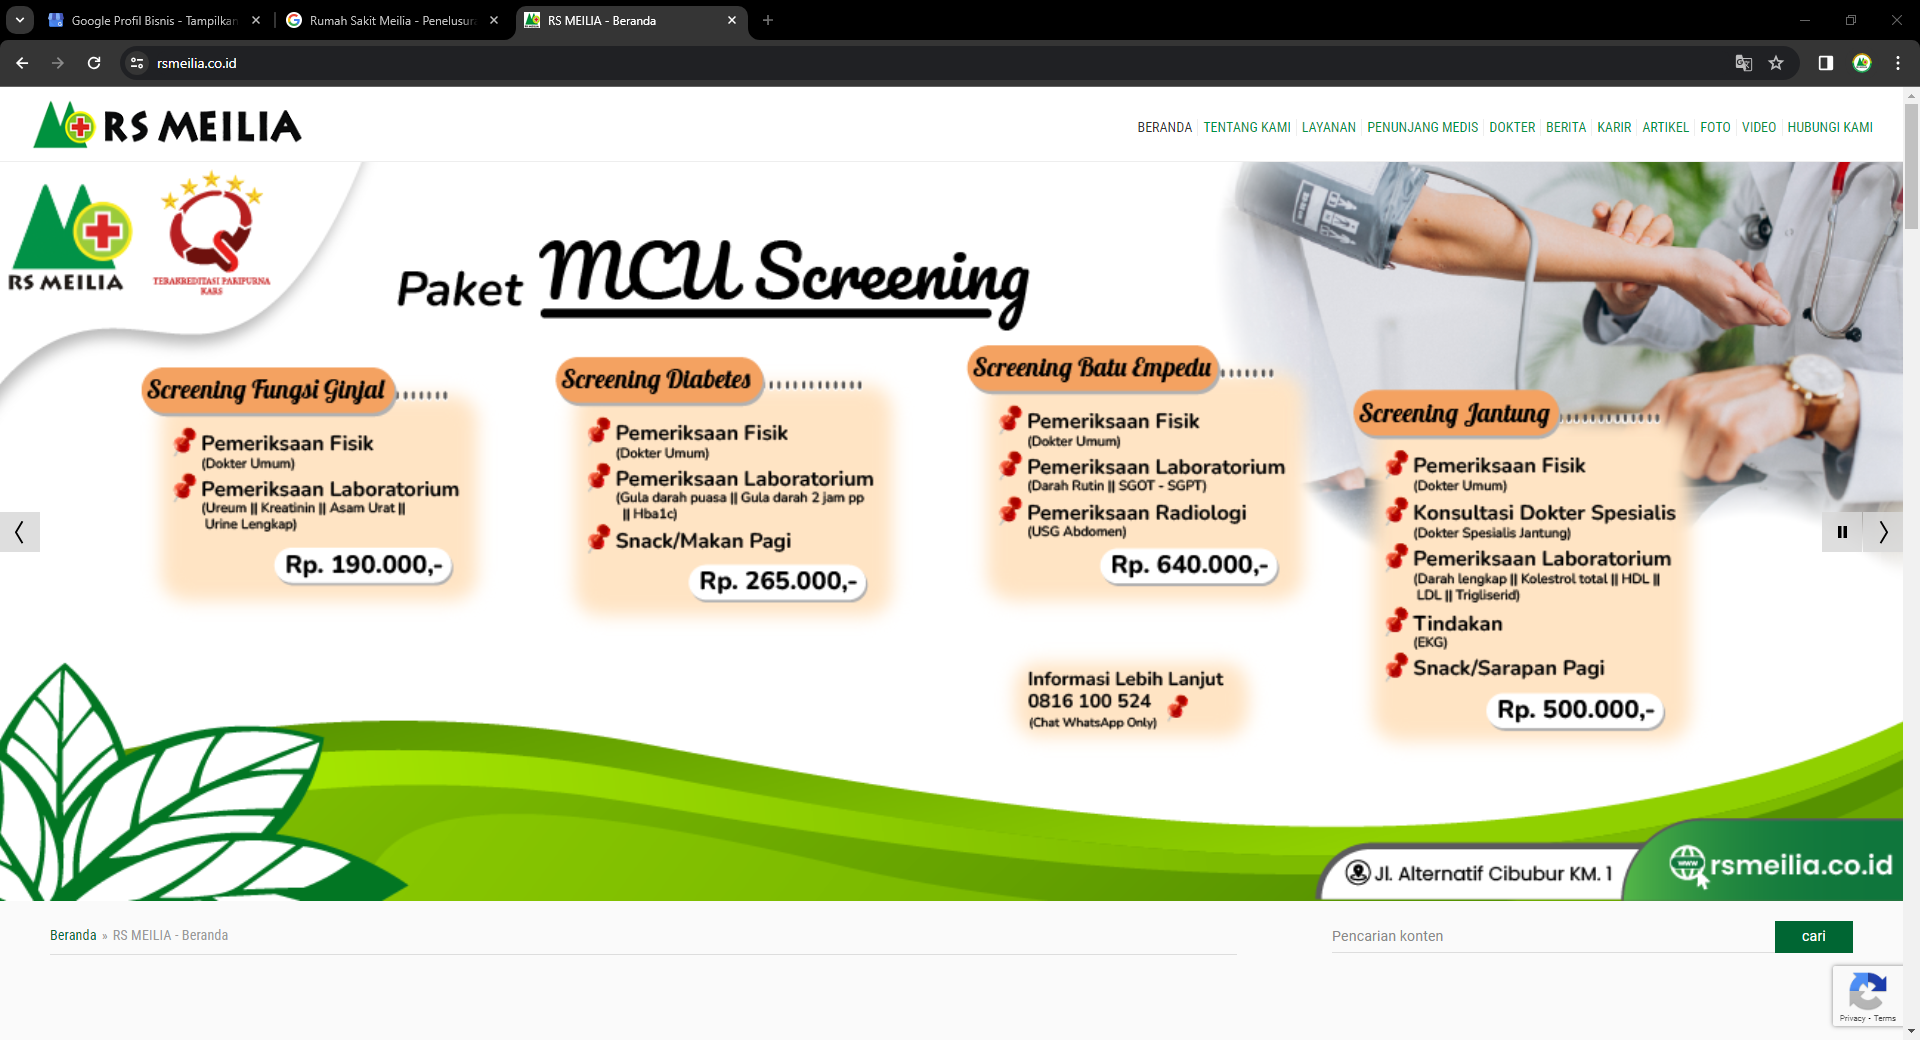 Google Profil Bisnis - Tampilkan
Rumah Sakit Meilia - Penelusura
RS MEILIA - Beranda
rsmeilia.co.id
RS MEILIA
BERANDA TENTANG KAMI LAYANAN PENUNJANG MEDIS DOKTER BERITA KARIR ARTIKEL FOTO VIDEO HUBUNGI KAMI
RS MEILIA
TERAKREDITASI PARIPURNA
KARS
Paket MCU Screening
Screening Fungsi Ginjal
Pemeriksaan Fisik
(Dokter Umum)
Pemeriksaan Laboratorium
(Ureum || Kreatinin || Asam Urat ||
Urine Lengkap)
Rp. 190.000,-
Screening Diabetes
Pemeriksaan Fisik
(Dokter Umum)
Pemeriksaan Laboratorium
(Gula darah puasa || Gula darah 2 jam pp
|| Hba1c)
Snack/Makan Pagi
Rp. 265.000,-
Screening Batu Empedu
Pemeriksaan Fisik
(Dokter Umum)
Pemeriksaan Laboratorium
(Darah Rutin || SGOT - SGPT)
Pemeriksaan Radiologi
(USG Abdomen)
Rp. 640.000,-
Screening Jantung
Pemeriksaan Fisik
(Dokter Umum)
Konsultasi Dokter Spesialis
(Dokter Spesialis Jantung)
Pemeriksaan Laboratorium
(Darah lengkap || Kolestrol total || HDL ||
LDL || Trigliserid)
Tindakan
(EKG)
Snack/Sarapan Pagi
Rp. 500.000,-
Informasi Lebih Lanjut
0816 100 524
(Chat WhatsApp Only)
Jl. Alternatif Cibubur KM. 1
www
rsmeilia.co.id
Beranda » RS MEILIA - Beranda
Pencarian konten
cari
Privacy - Terms